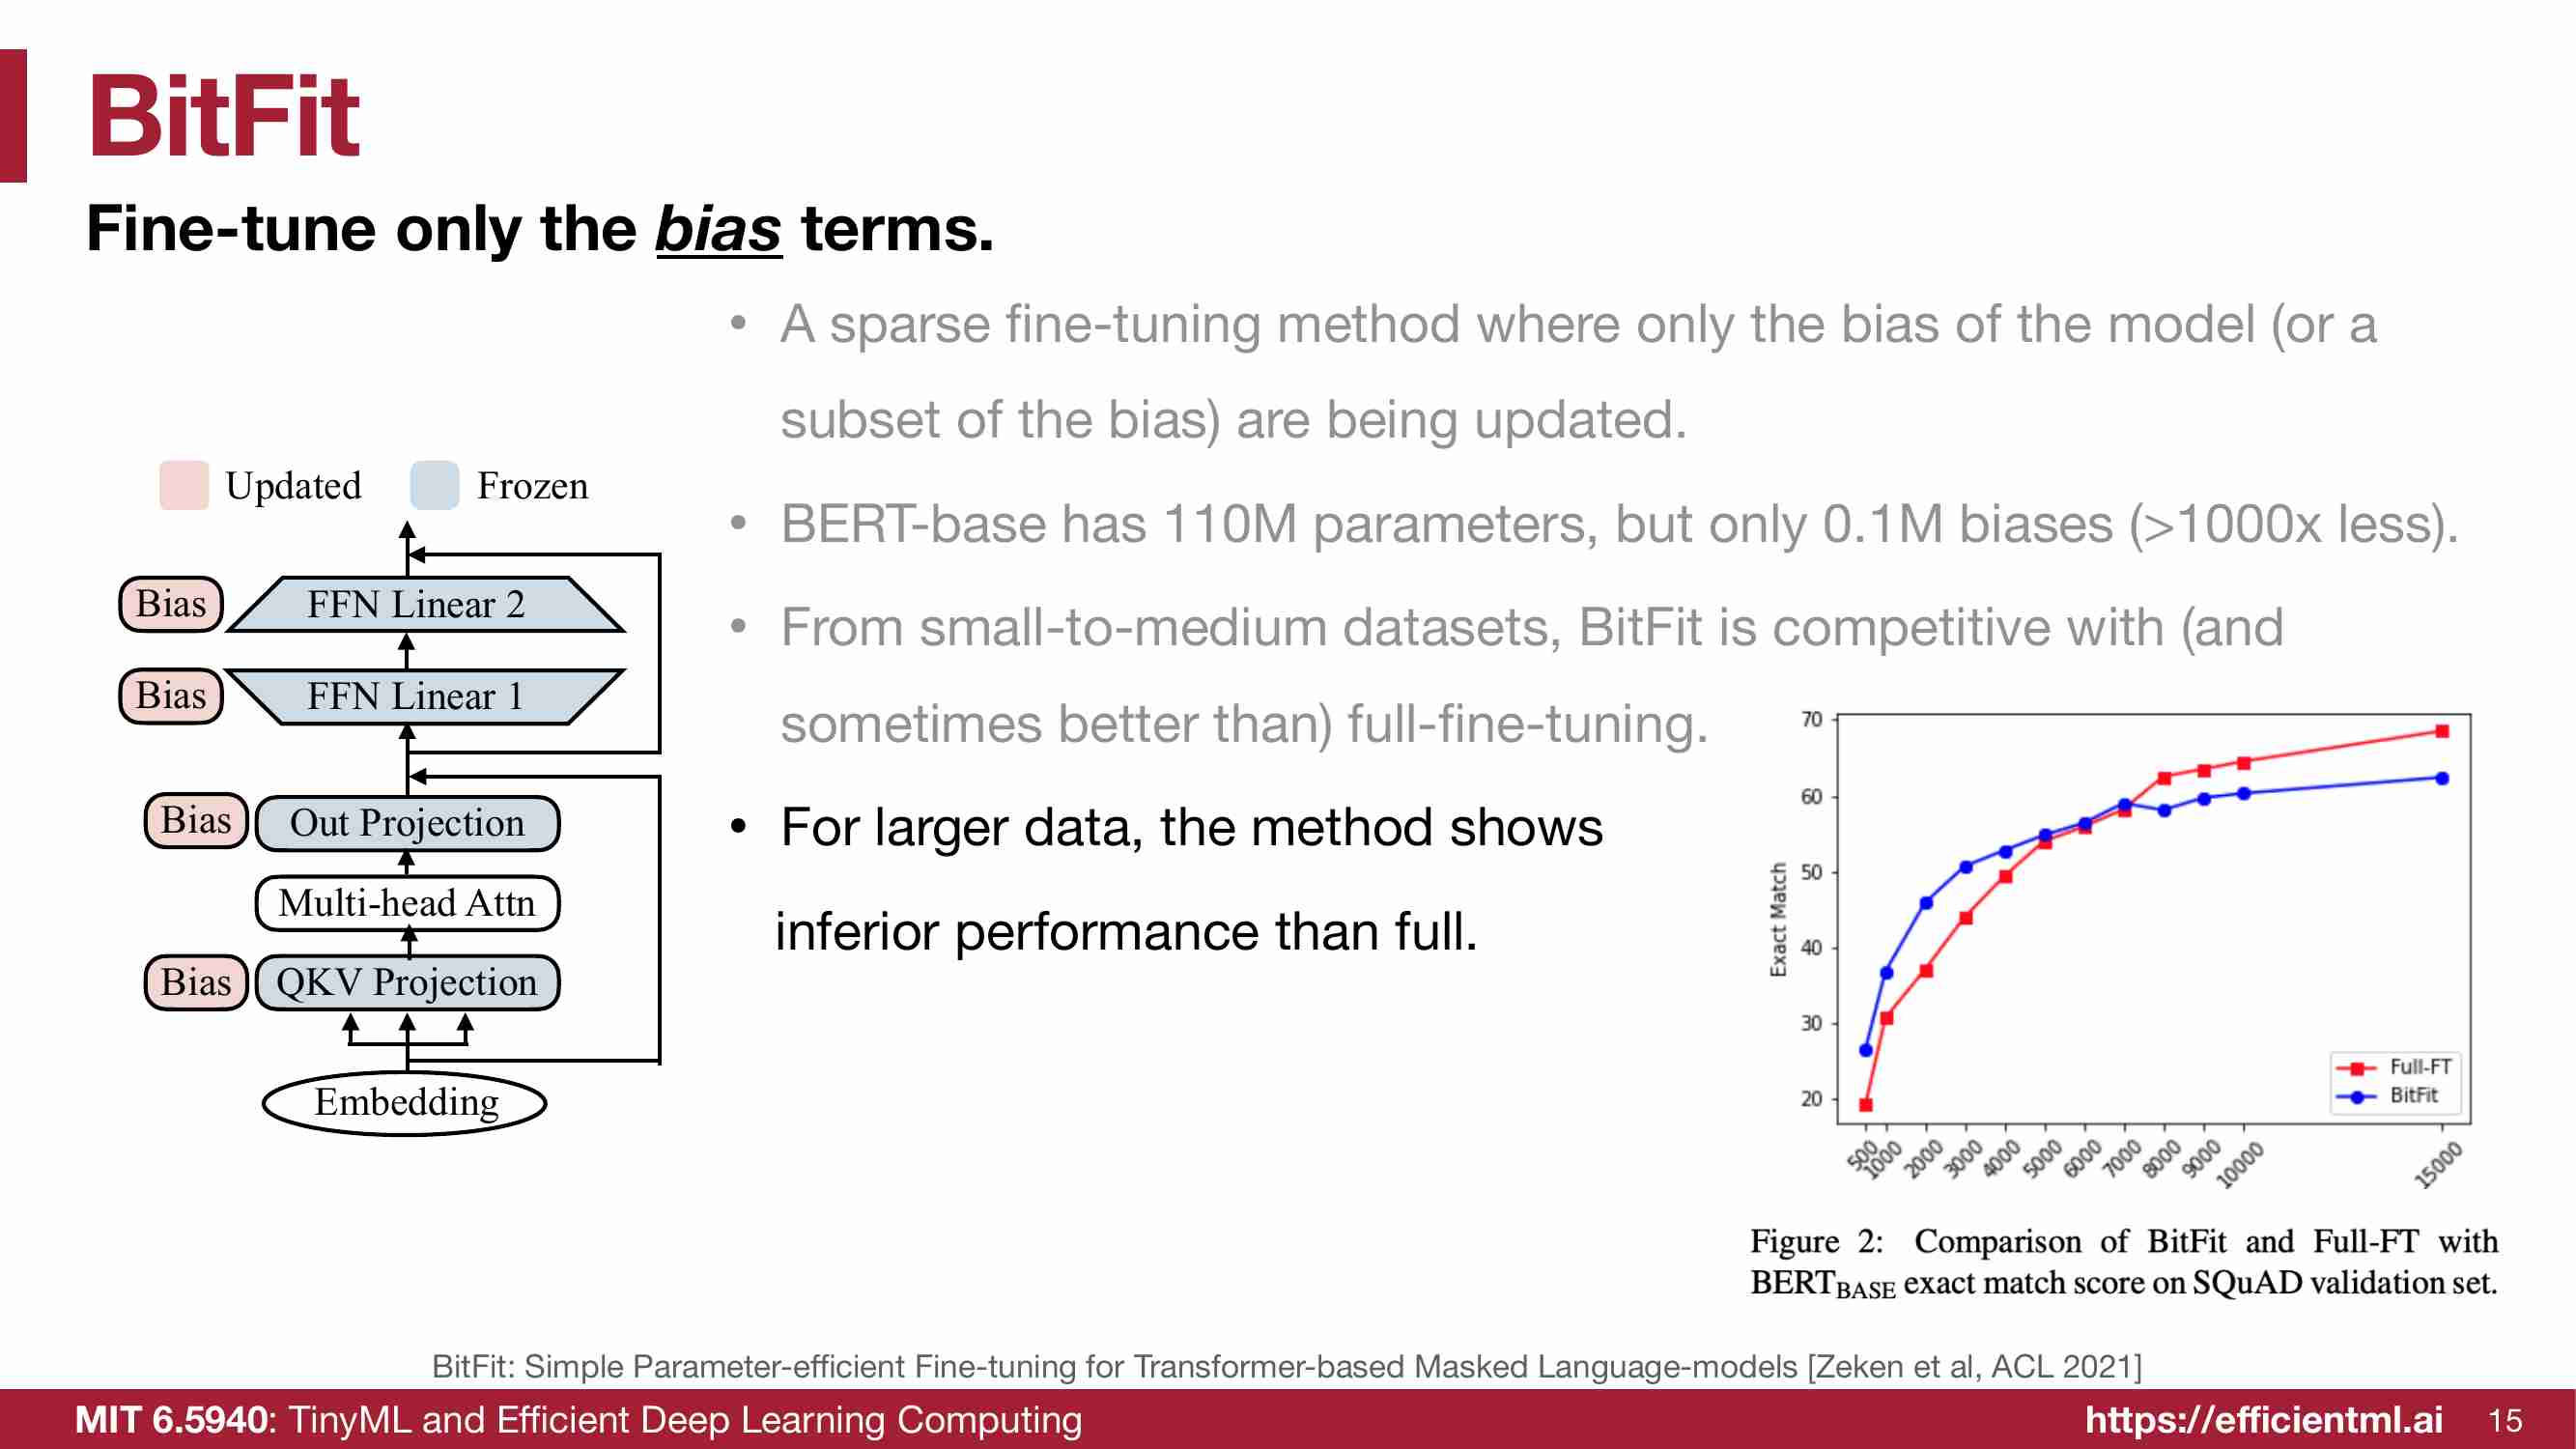 BitFit
Fine-tune only the bias terms.
• A sparse fine-tuning method where only the bias of the model (or a
subset of the bias) are being updated.
• BERT-base has 110M parameters, but only 0.1M biases (>1000x less).
• From small-to-medium datasets, BitFit is competitive with (and
sometimes better than) full-fine-tuning.
• For larger data, the method shows
inferior performance than full.
Updated
Frozen
Bias
FFN Linear 2
Bias
FFN Linear 1
Bias
Out Projection
Multi-head Attn
Bias
QKV Projection
Embedding
70
60
50
40
30
20
Exact Match
Full-FT
BitFit
500
1000
2000
3000
4000
5000
6000
7000
8000
9000
10000
15000
Figure 2: Comparison of BitFit and Full-FT with
BERTBASE exact match score on SQuAD validation set.
BitFit: Simple Parameter-efficient Fine-tuning for Transformer-based Masked Language-models [Zeken et al, ACL 2021]
MIT 6.5940: TinyML and Efficient Deep Learning Computing
https://efficientml.ai
15